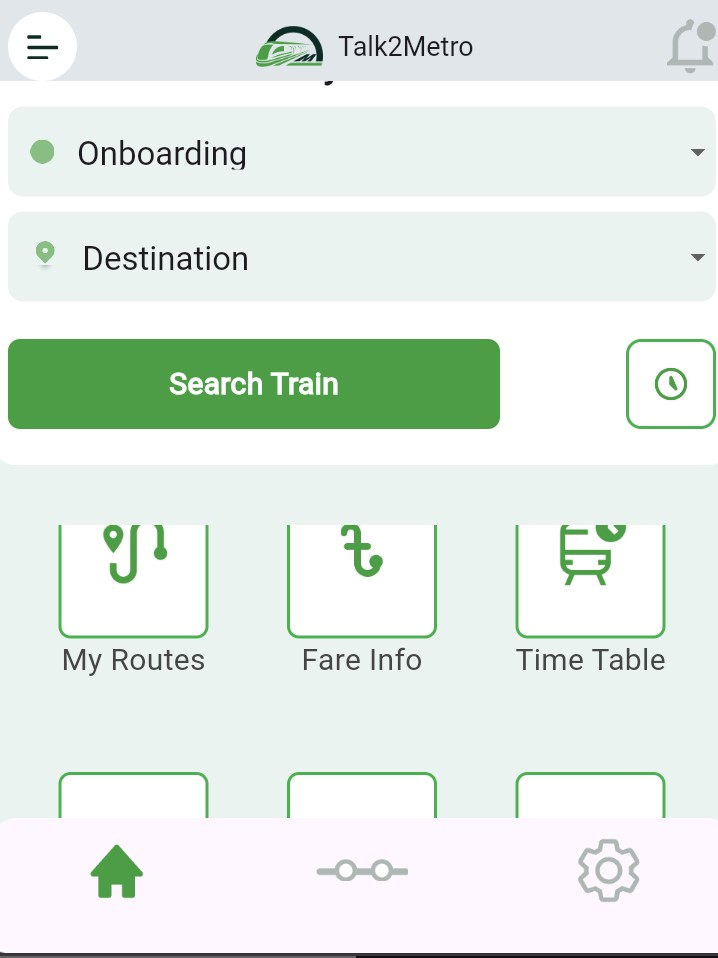 Talk2Metro
Onboarding
Destination
Search Train
My Routes
Fare Info
Time Table